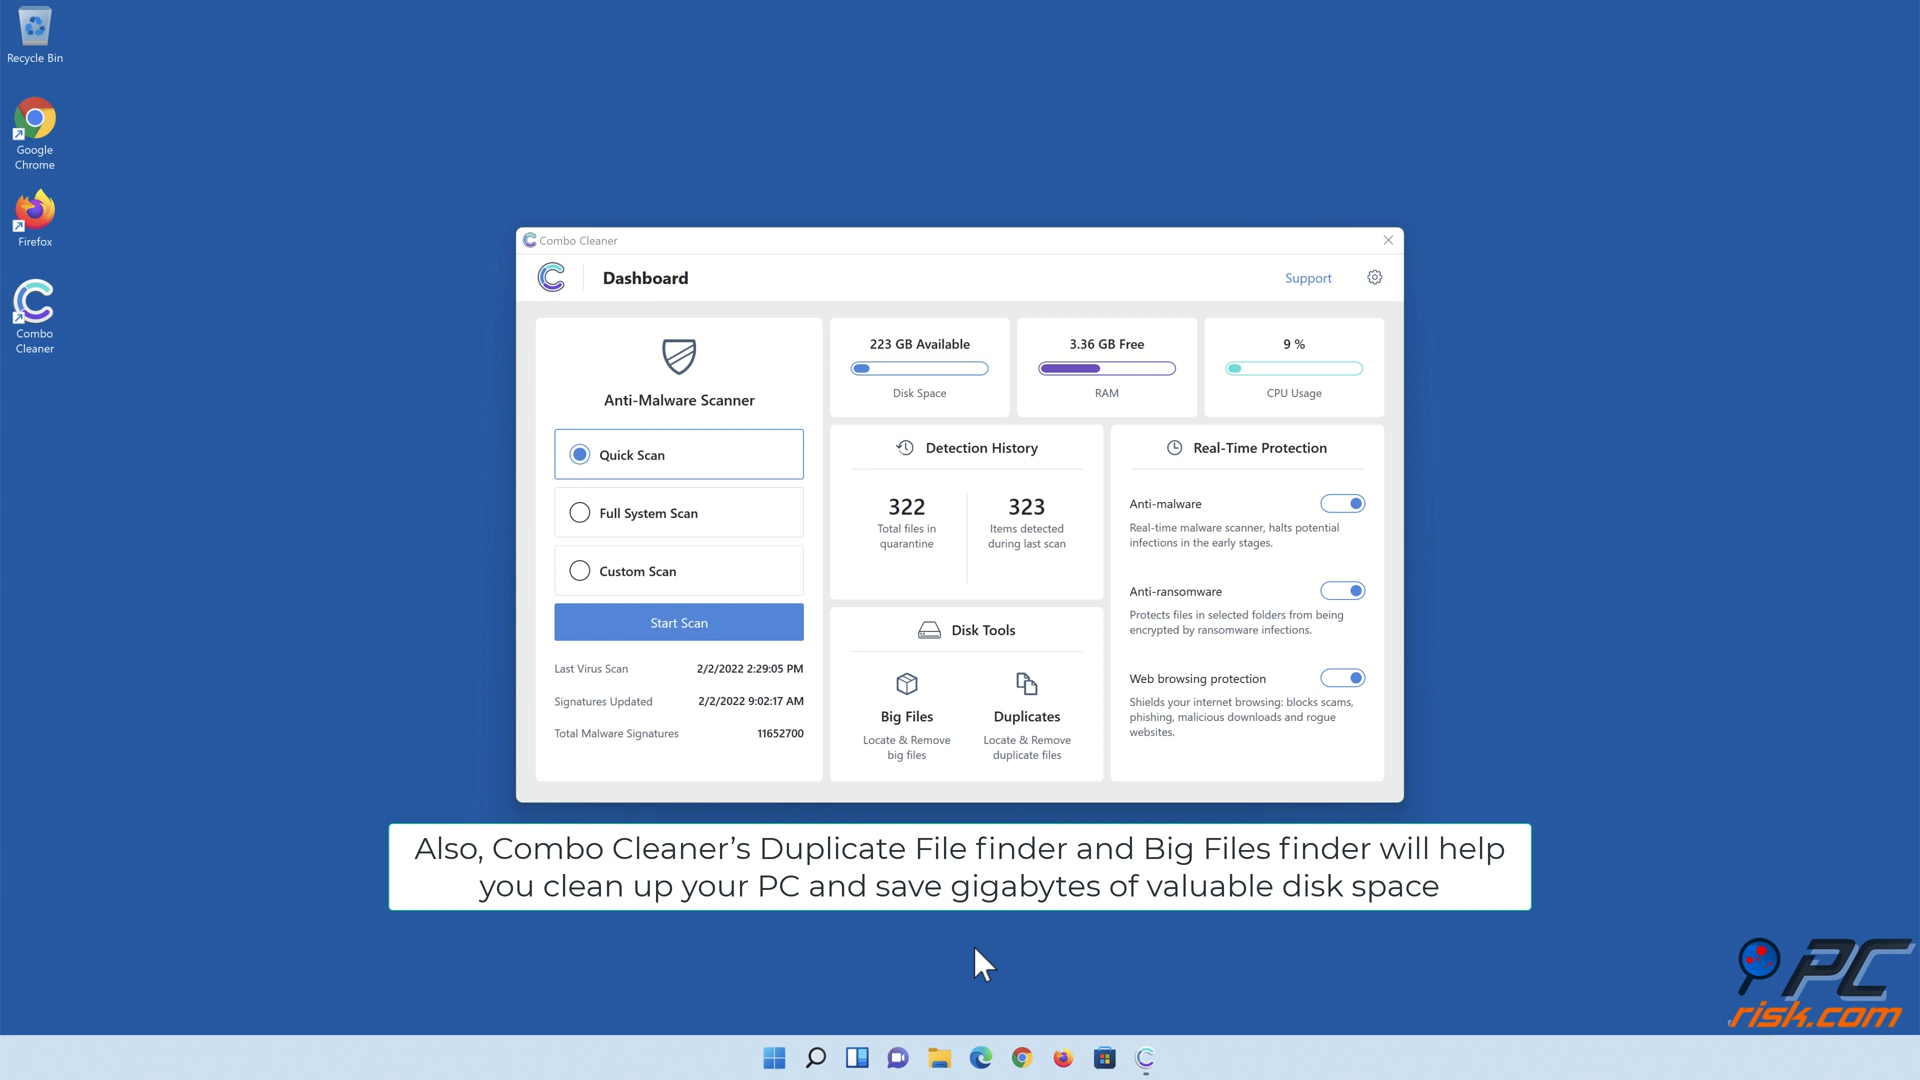 Recycle Bin
Google
Chrome
Firefox
Combo
Cleaner
Combo Cleaner
Dashboard
Support
Anti-Malware Scanner
Quick Scan
Full System Scan
Custom Scan
Start Scan
Last Virus Scan 2/2/2022 2:29:05 PM
Signatures Updated 2/2/2022 9:02:17 AM
Total Malware Signatures 11652700
223 GB Available
Disk Space
3.36 GB Free
RAM
9 %
CPU Usage
Detection History
322
Total files in
quarantine
323
Items detected
during last scan
Disk Tools
Big Files
Locate & Remove
big files
Duplicates
Locate & Remove
duplicate files
Real-Time Protection
Anti-malware
Real-time malware scanner, halts potential
infections in the early stages.
Anti-ransomware
Protects files in selected folders from being
encrypted by ransomware infections.
Web browsing protection
Shields your internet browsing: blocks scams,
phishing, malicious downloads and rogue
websites.
Also, Combo Cleaner’s Duplicate File finder and Big Files finder will help
you clean up your PC and save gigabytes of valuable disk space
PC
risk.com